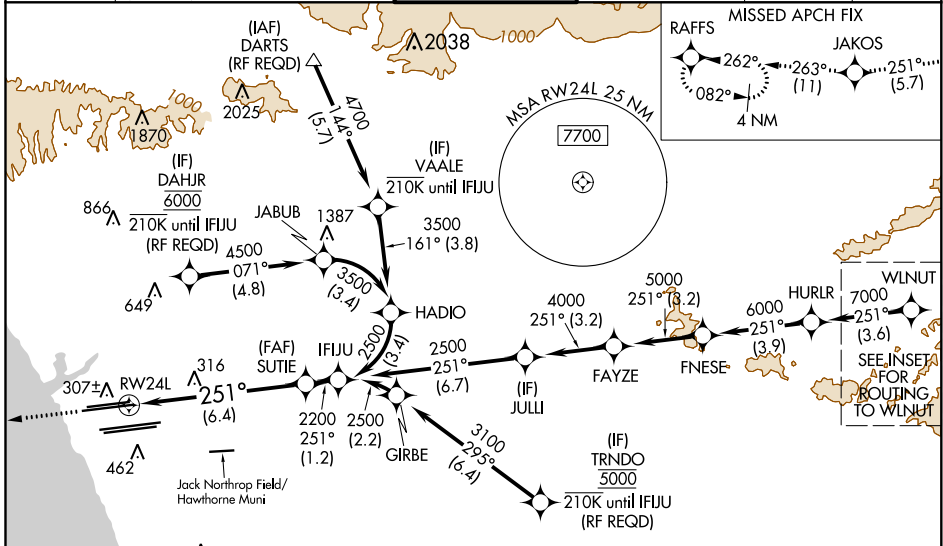 MISSED APCH FIX
RAFFS
JAKOS
262°
263°
(11)
251°
(5.7)
082°
4 NM
(IAF)
DARTS
(RF REQD)
2038
1000
2025
1000
1870
4700
144°
(5.7)
MSA RW24L 25 NM
7700
(IF)
VAALE
210K until IFIJU
3500
161° (3.8)
(IF)
DAHJR
6000
210K until IFIJU
(RF REQD)
866
JABUB
1387
4500
071°
(4.8)
3500
(3.4)
649
HADIO
2500
(3.4)
4000
251° (3.2)
5000
251° (3.2)
HURLR
6000
251°
(3.9)
7000
251°
(3.6)
WLNUT
SEE INSET
FOR
ROUTING
TO WLNUT
FNESE
FAYZE
(IF)
JULLI
2500
251°
(6.7)
(FAF)
SUTIE
IFIJU
316
307±
RW24L
251°
(6.4)
2200
251°
(1.2)
2500
(2.2)
GIRBE
3100
295°
(6.4)
(IF)
TRNDO
5000
210K until IFIJU
(RF REQD)
462
Jack Northrop Field/
Hawthorne Muni